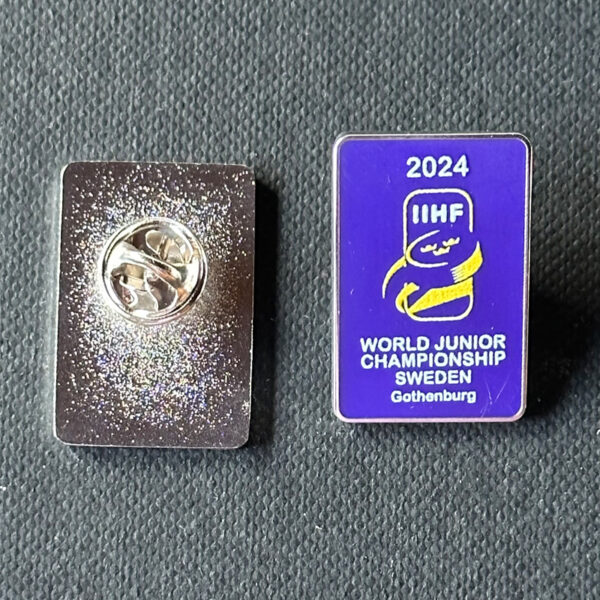 2024
IIHF
WORLD JUNIOR
CHAMPIONSHIP
SWEDEN
Gothenburg